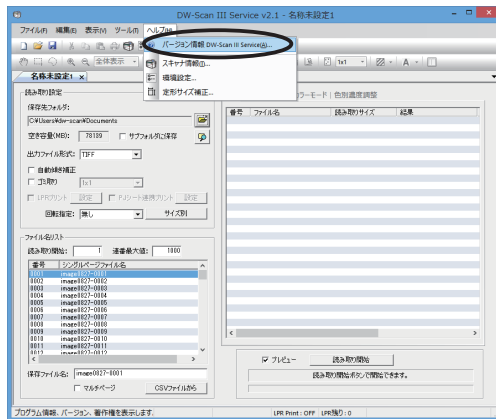 DW-Scan III Service v2.1 - 名称未設定1
ファイル(F) 編集(E) 表示(V) ツール(T) ヘルプ(H)
バージョン情報 DW-Scan III Service(A)...
全体表示
スキャナ情報(I)...
1x1
環境設定...
定形サイズ補正...
名称未設定1 ×
読み取り設定
カラーモード 色別濃度調整
保存先フォルダ:
C:¥Users¥dw-scan¥Documents
空き容量(MB): 78139 サブフォルダに保存
出力ファイル形式: TIFF
自動傾き補正
ゴミ取り 1x1
LPRプリント 設定 PJシート連携プリント 設定
回転指定: 無し サイズ別
番号 ファイル名 読み取りサイズ 結果
ファイル名リスト
読み取り開始: 1 連番最大値: 1000
番号 シングルページファイル名
0001 image0827-0001
0002 image0827-0002
0003 image0827-0003
0004 image0827-0004
0005 image0827-0005
0006 image0827-0006
0007 image0827-0007
0008 image0827-0008
0009 image0827-0009
0010 image0827-0010
0011 image0827-0011
0012 image0827-0012
保存ファイル名: image0827-0001
マルチページ CSVファイルから
プレビュー 読み取り開始
読み取り開始ボタンで開始できます。
プログラム情報、バージョン、著作権を表示します。
LPR Print : OFF LPR残り : 0